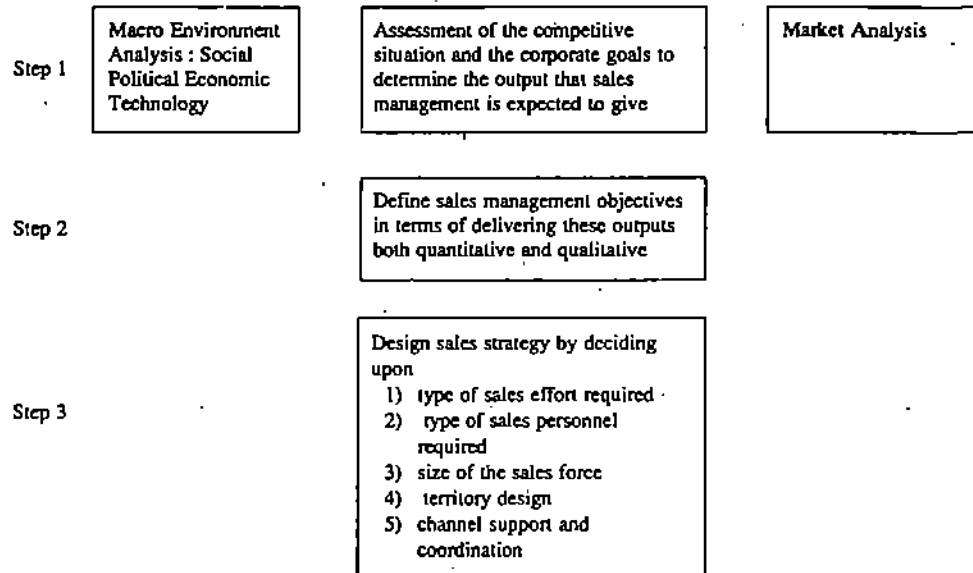 Step 1
Macro Environment
Analysis : Social
Political Economic
Technology
Assessment of the competitive
situation and the corporate goals to
determine the output that sales
management is expected to give
Market Analysis
Step 2
Define sales management objectives
in terms of delivering these outputs
both quantitative and qualitative
Step 3
Design sales strategy by deciding
upon
1) type of sales effort required
2) type of sales personnel
required
3) size of the sales force
4) territory design
5) channel support and
coordination